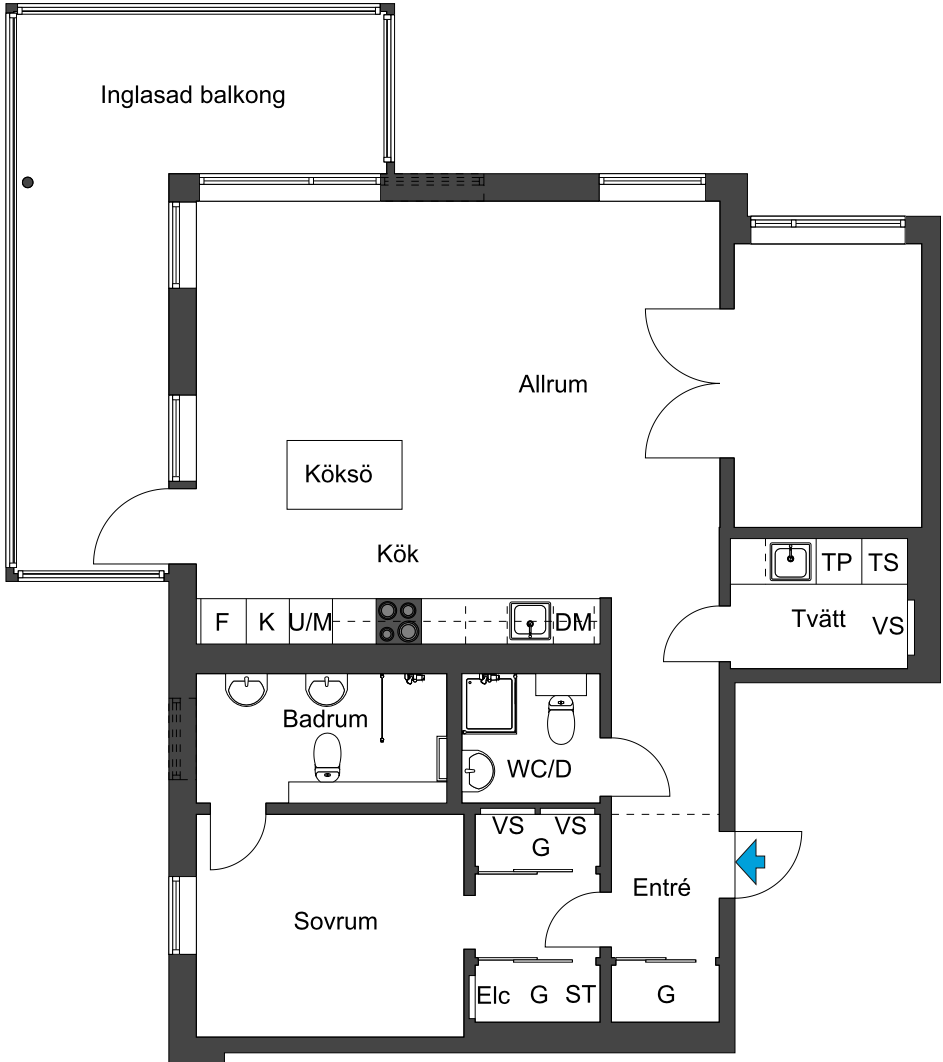 Inglasad balkong
Allrum
Köksö
Kök
F K U/M DM
TP TS
Tvätt VS
Badrum
WC/D
VS VS
G
Entré
Sovrum
Elc G ST
G